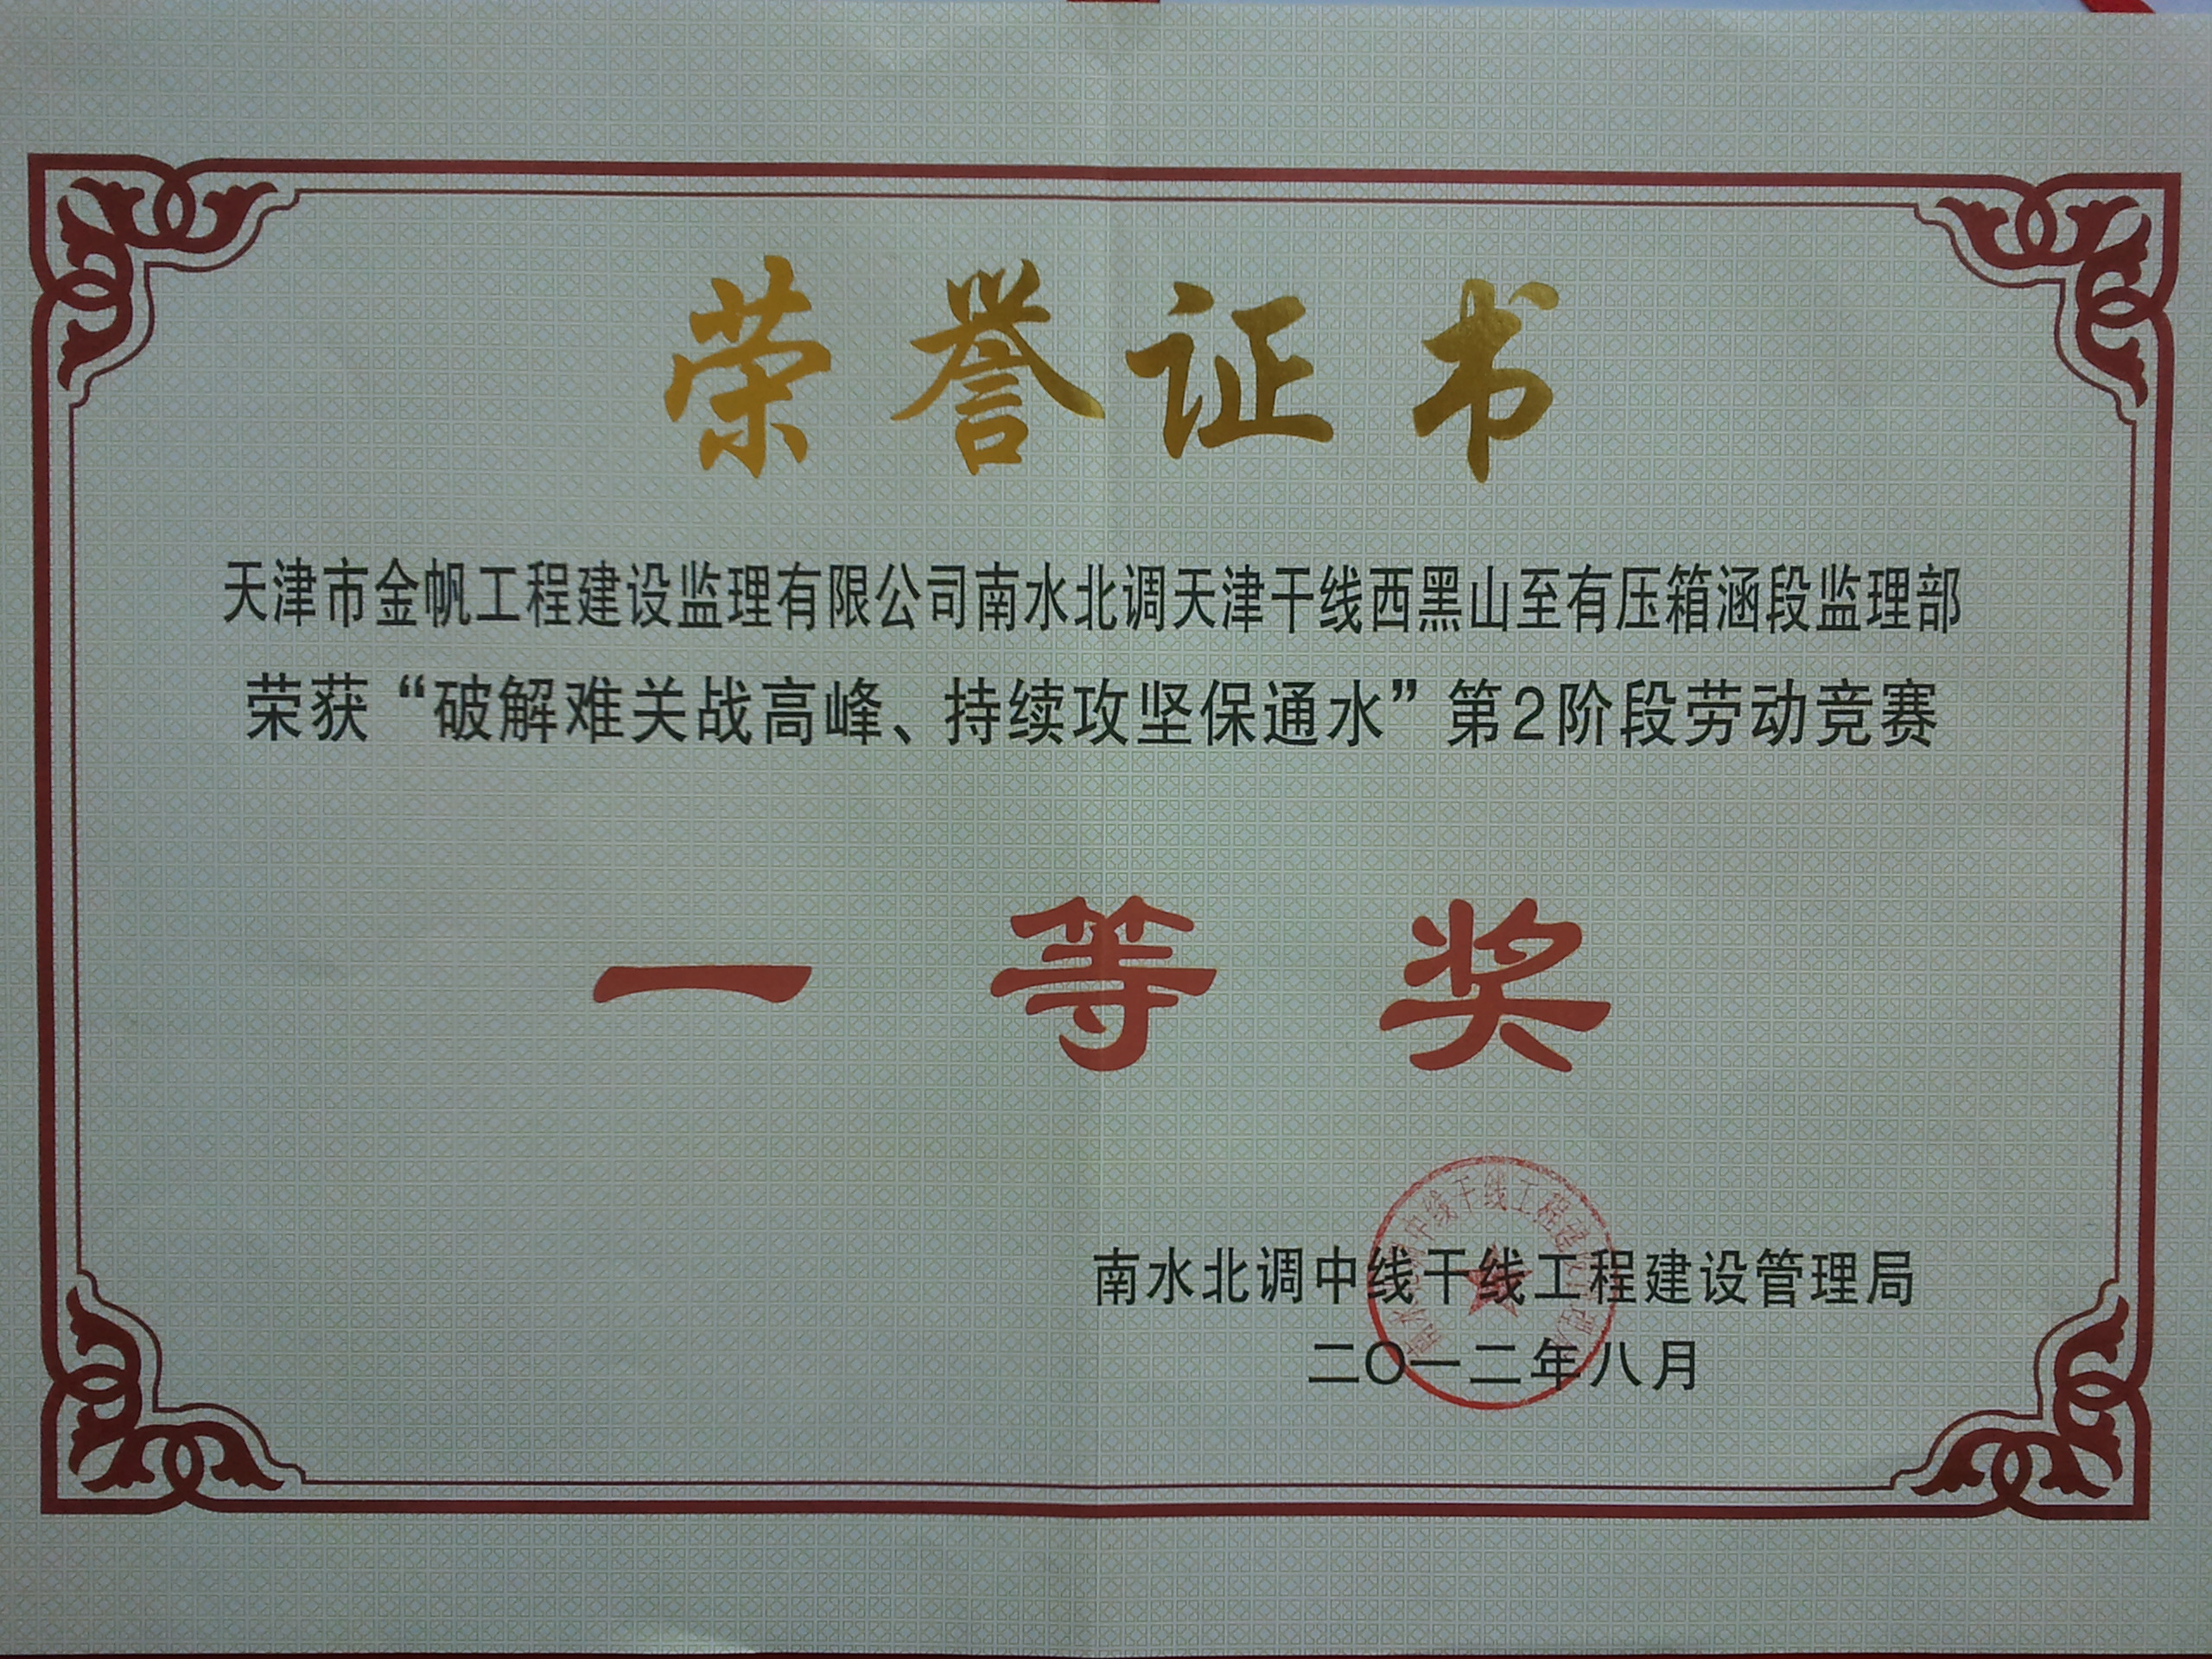 荣誉证书
天津市金帆工程建设监理有限公司南水北调天津干线西黑山至有压箱涵段监理部
荣获“破解难关战高峰、持续攻坚保通水”第2阶段劳动竞赛
一等奖
南水北调中线干线工程建设管理局
二〇一二年八月